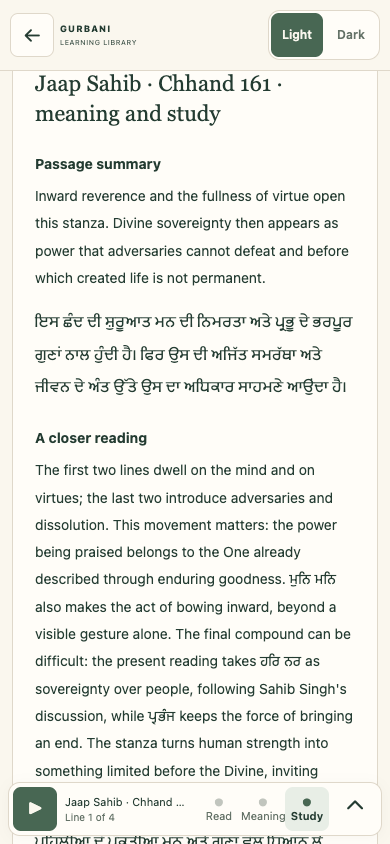 GURBANI
LEARNING LIBRARY
Light
Dark
Jaap Sahib · Chhand 161 ·
meaning and study
Passage summary
Inward reverence and the fullness of virtue open
this stanza. Divine sovereignty then appears as
power that adversaries cannot defeat and before
which created life is not permanent.
ਇਸ ਛੰਦ ਦੀ ਸ਼ੁਰੂਆਤ ਮਨ ਦੀ ਨਿਮਰਤਾ ਅਤੇ ਪ੍ਰਭੂ ਦੇ ਭਰਪੂਰ
ਗੁਣਾਂ ਨਾਲ ਹੁੰਦੀ ਹੈ। ਫਿਰ ਉਸ ਦੀ ਅਜਿੱਤ ਸਮਰੱਥਾ ਅਤੇ
ਜੀਵਨ ਦੇ ਅੰਤ ਉੱਤੇ ਉਸ ਦਾ ਅਧਿਕਾਰ ਸਾਹਮਣੇ ਆਉਂਦਾ ਹੈ।
A closer reading
The first two lines dwell on the mind and on
virtues; the last two introduce adversaries and
dissolution. This movement matters: the power
being praised belongs to the One already
described through enduring goodness. ਮੁਨਿ ਮਨਿ
also makes the act of bowing inward, beyond a
visible gesture alone. The final compound can be
difficult: the present reading takes ਹਰਿ ਨਰ as
sovereignty over people, following Sahib Singh's
discussion, while ਪ੍ਰਭੰਜ keeps the force of bringing
an end. The stanza turns human strength into
something limited before the Divine, inviting
Jaap Sahib · Chhand ...
Line 1 of 4
Read
Meaning
Study